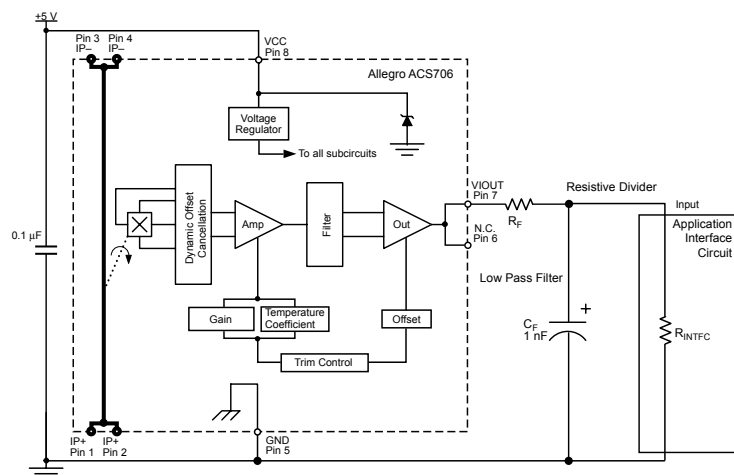 +5 V
Pin 3 Pin 4
IP– IP–
VCC
Pin 8
Allegro ACS706
Voltage
Regulator
To all subcircuits
VIOUT
Pin 7
Resistive Divider
Input
Application
Interface
Circuit
RF
N.C.
Pin 6
Dynamic Offset
Cancellation
Amp
Filter
Out
0.1 µF
Low Pass Filter
Gain
Temperature
Coefficient
Offset
+
CF
1 nF
RINTFC
Trim Control
IP+ IP+
Pin 1 Pin 2
GND
Pin 5